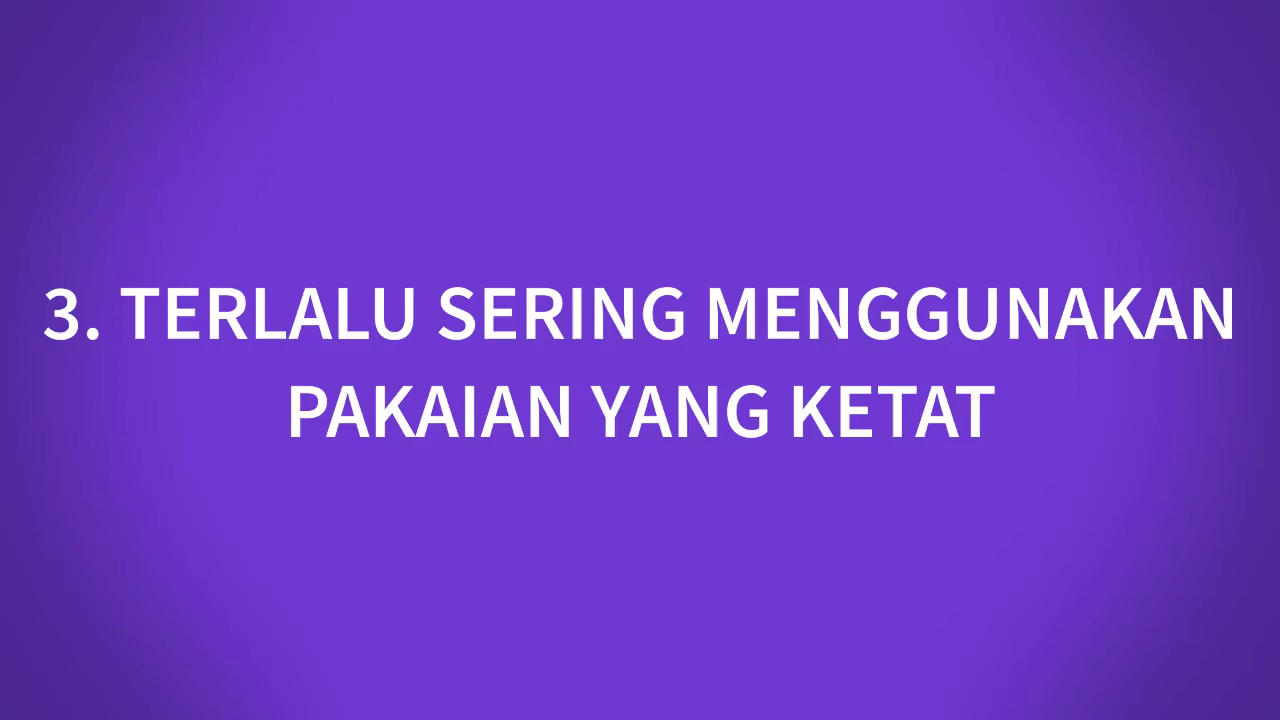 3. TERLALU SERING MENGGUNAKAN
PAKAIAN YANG KETAT